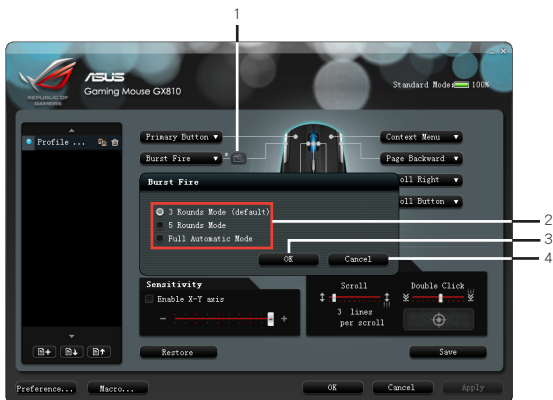 1
ASUS
REPUBLIC OF
GAMERS
Gaming Mouse GX810
Standard Mode 100%
Profile ...
Primary Button
Context Menu
Burst Fire
Page Backward
oll Right
oll Button
Burst Fire
3 Rounds Mode (default)
5 Rounds Mode
Full Automatic Mode
2
OK
Cancel
3
4
Sensitivity
Enable X-Y axis
Scroll
Double Click
3 lines
per scroll
Restore
Save
Preference...
Macro...
OK
Cancel
Apply